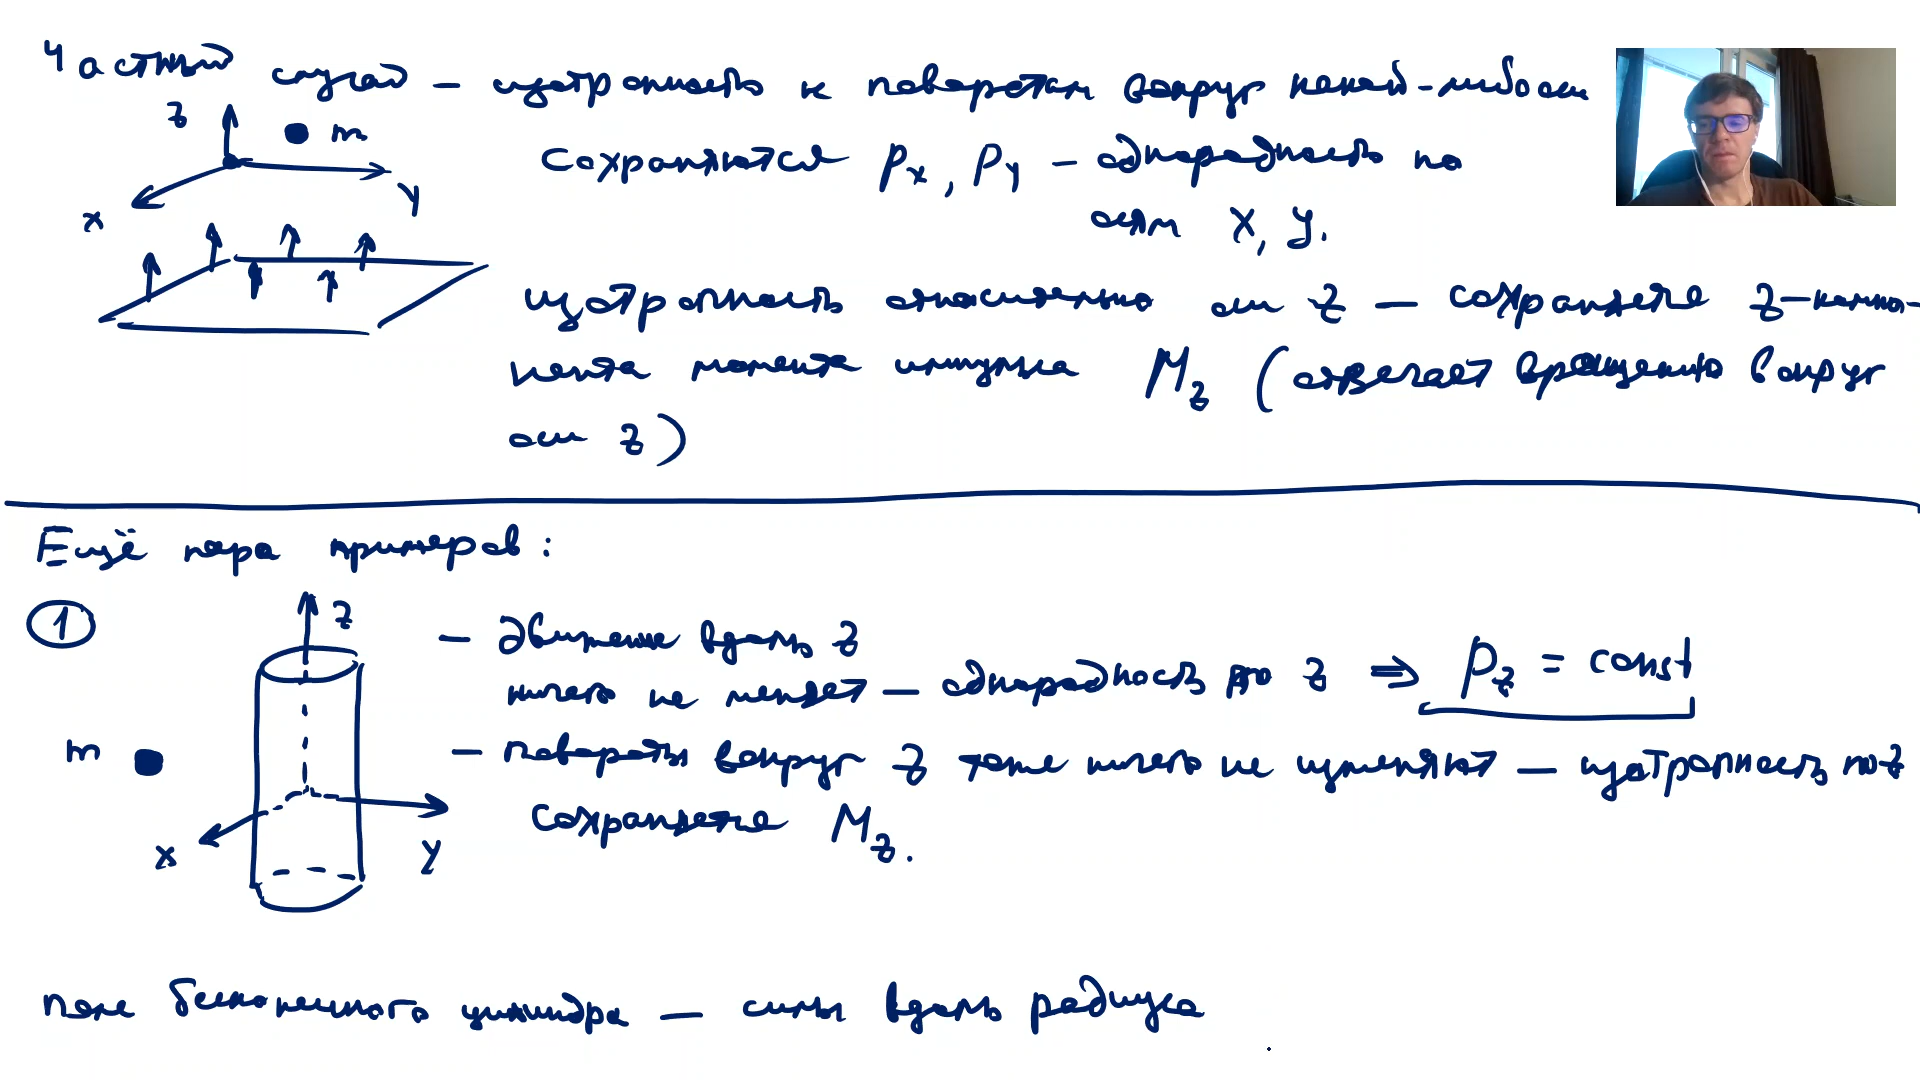 Частный случай – изотропность к поворотам вокруг какой-либо оси
z m
x y
Сохраняются Px, Py – однородность по
осям X, Y.
изотропность относительно оси z – сохранение z-компо-
нента момента импульса Mz (отвечает вращению вокруг
оси z)
Ещё пара примеров:
1
z
m
x y
– движение вдоль z
ничего не меняет – однородность по z ⇒ Pz = const
– повороты вокруг z тоже ничего не изменяют – изотропность по z
сохранение Mz.
поле бесконечного цилиндра – силы вдоль радиуса